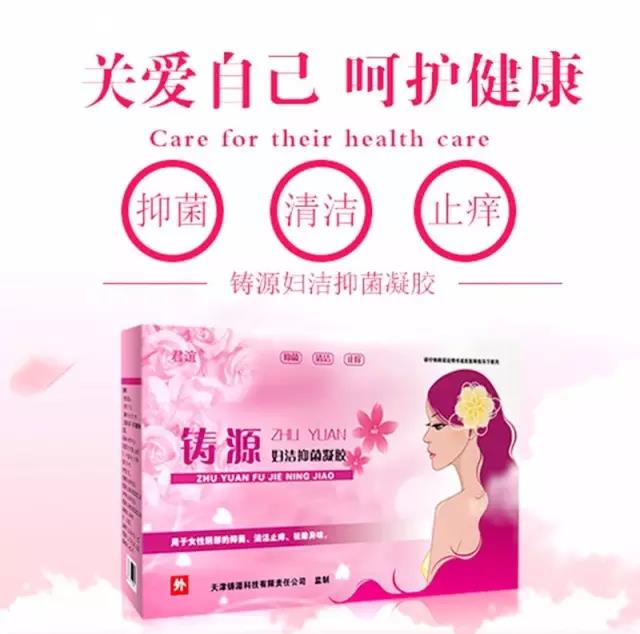 关爱自己 呵护健康
Care for their health care
抑菌 清洁 止痒
铸源妇洁抑菌凝胶
君谊
抑菌 清洁 止痒
铸源 ZHU YUAN
妇洁抑菌凝胶
ZHU YUAN FU JIE NING JIAO
用于女性阴部的抑菌、清洁止痒、祛除异味。
外
天津铸源科技有限责任公司 监制